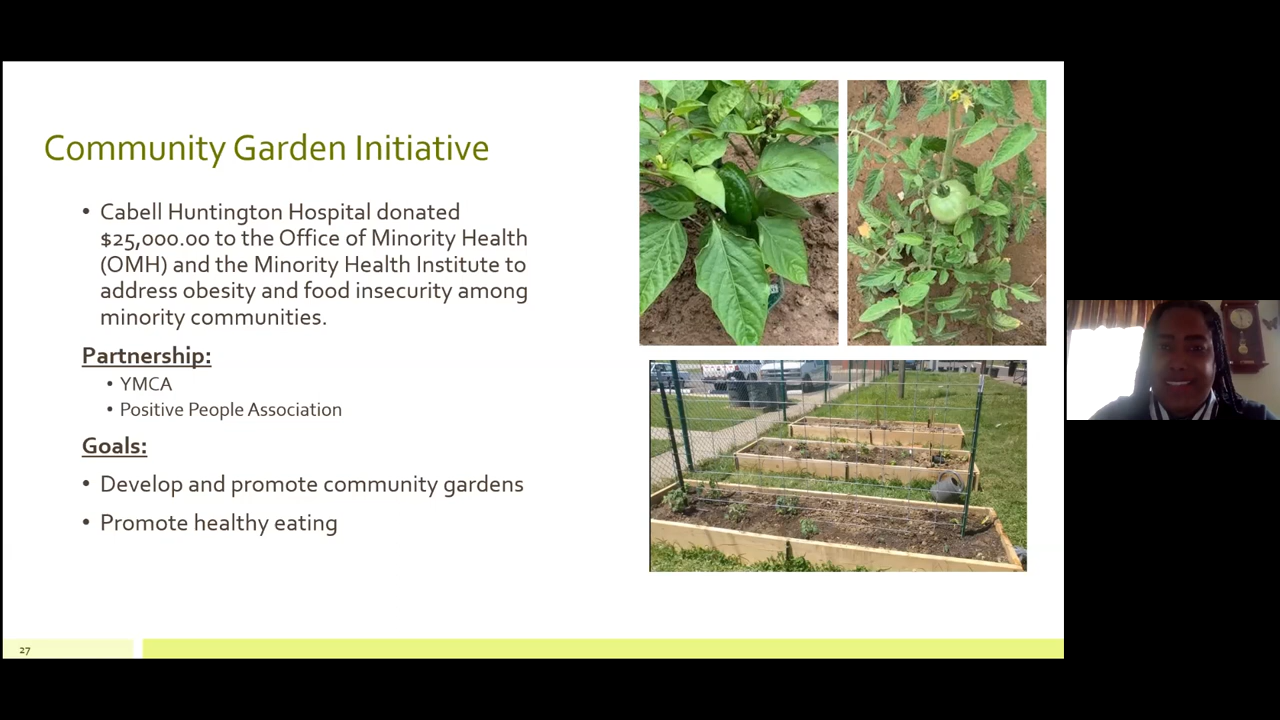 Community Garden Initiative
• Cabell Huntington Hospital donated
$25,000.00 to the Office of Minority Health
(OMH) and the Minority Health Institute to
address obesity and food insecurity among
minority communities.
Partnership:
• YMCA
• Positive People Association
Goals:
• Develop and promote community gardens
• Promote healthy eating
27